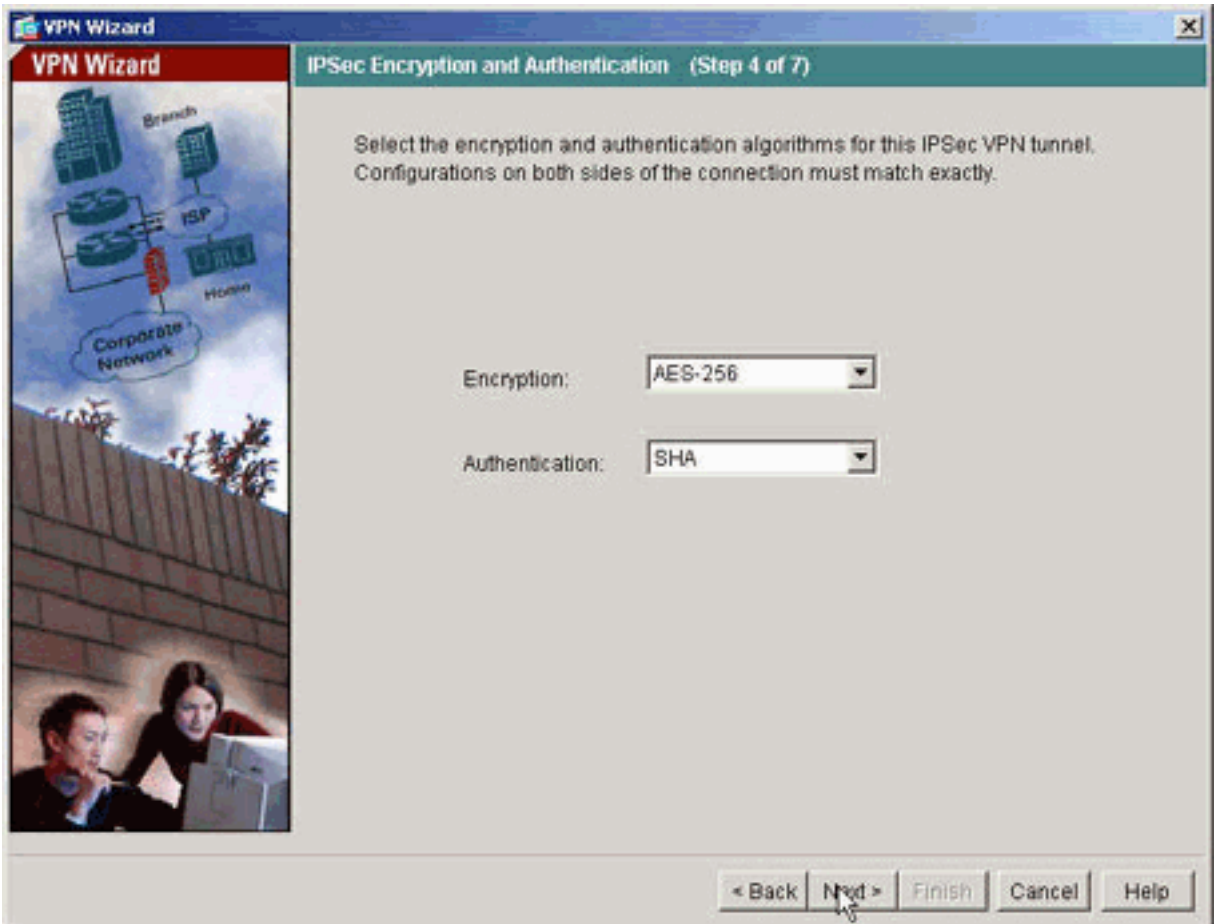 VPN Wizard
VPN Wizard
IPSec Encryption and Authentication (Step 4 of 7)
Branch
ISP
Home
Corporate
Network
Select the encryption and authentication algorithms for this IPSec VPN tunnel.
Configurations on both sides of the connection must match exactly.
Encryption:
AES-256
Authentication:
SHA
< Back
Next >
Finish
Cancel
Help